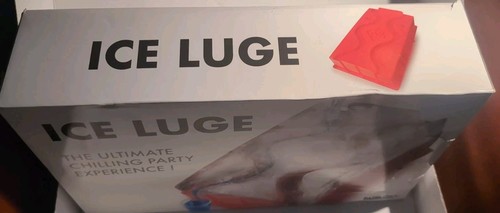 ICE LUGE
ICE LUGE
THE ULTIMATE
CHILLING PARTY
EXPERIENCE !